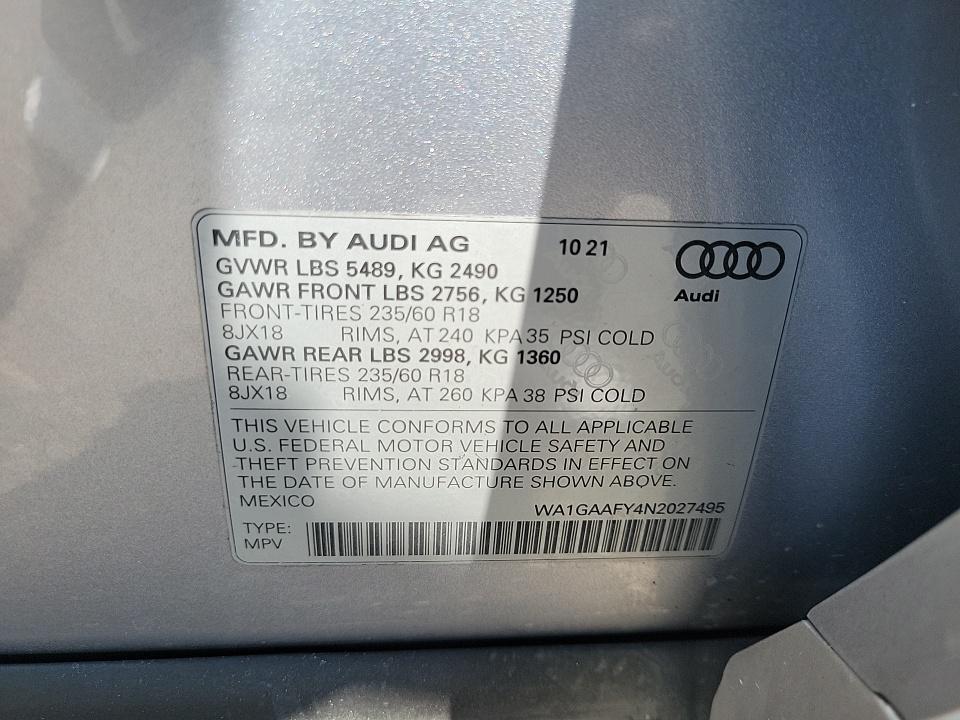 MFD. BY AUDI AG 10 21
GVWR LBS 5489, KG 2490
GAWR FRONT LBS 2756, KG 1250
Audi
FRONT-TIRES 235/60 R18
8JX18 RIMS, AT 240 KPA 35 PSI COLD
GAWR REAR LBS 2998, KG 1360
REAR-TIRES 235/60 R18
8JX18 RIMS, AT 260 KPA 38 PSI COLD
THIS VEHICLE CONFORMS TO ALL APPLICABLE
U.S. FEDERAL MOTOR VEHICLE SAFETY AND
THEFT PREVENTION STANDARDS IN EFFECT ON
THE DATE OF MANUFACTURE SHOWN ABOVE.
MEXICO WA1GAAFY4N2027495
TYPE:
MPV